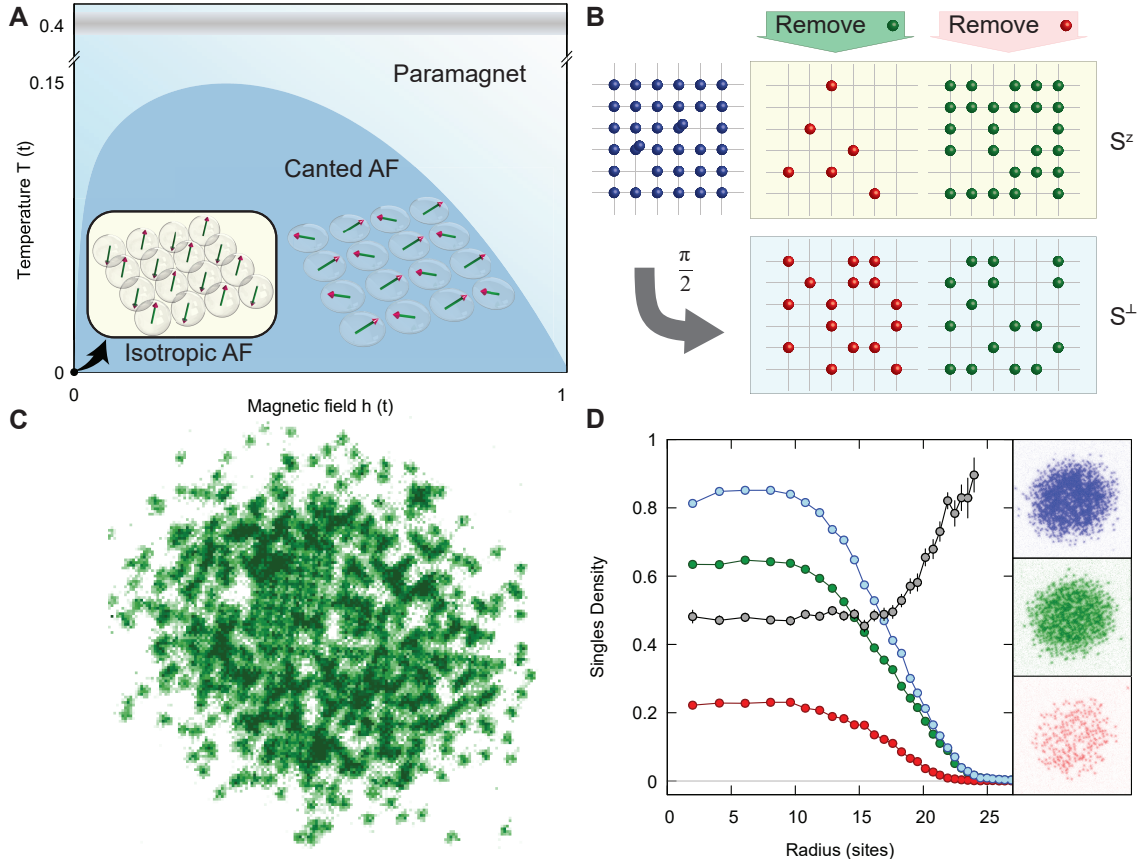 A
0.4
0.15
0
Temperature T (t)
Paramagnet
Canted AF
Isotropic AF
1
Magnetic field h (t)
B
Remove
Remove
S^z
π/2
S^⊥
C
D
1
0.8
0.6
0.4
0.2
0
Singles Density
0 5 10 15 20 25
Radius (sites)